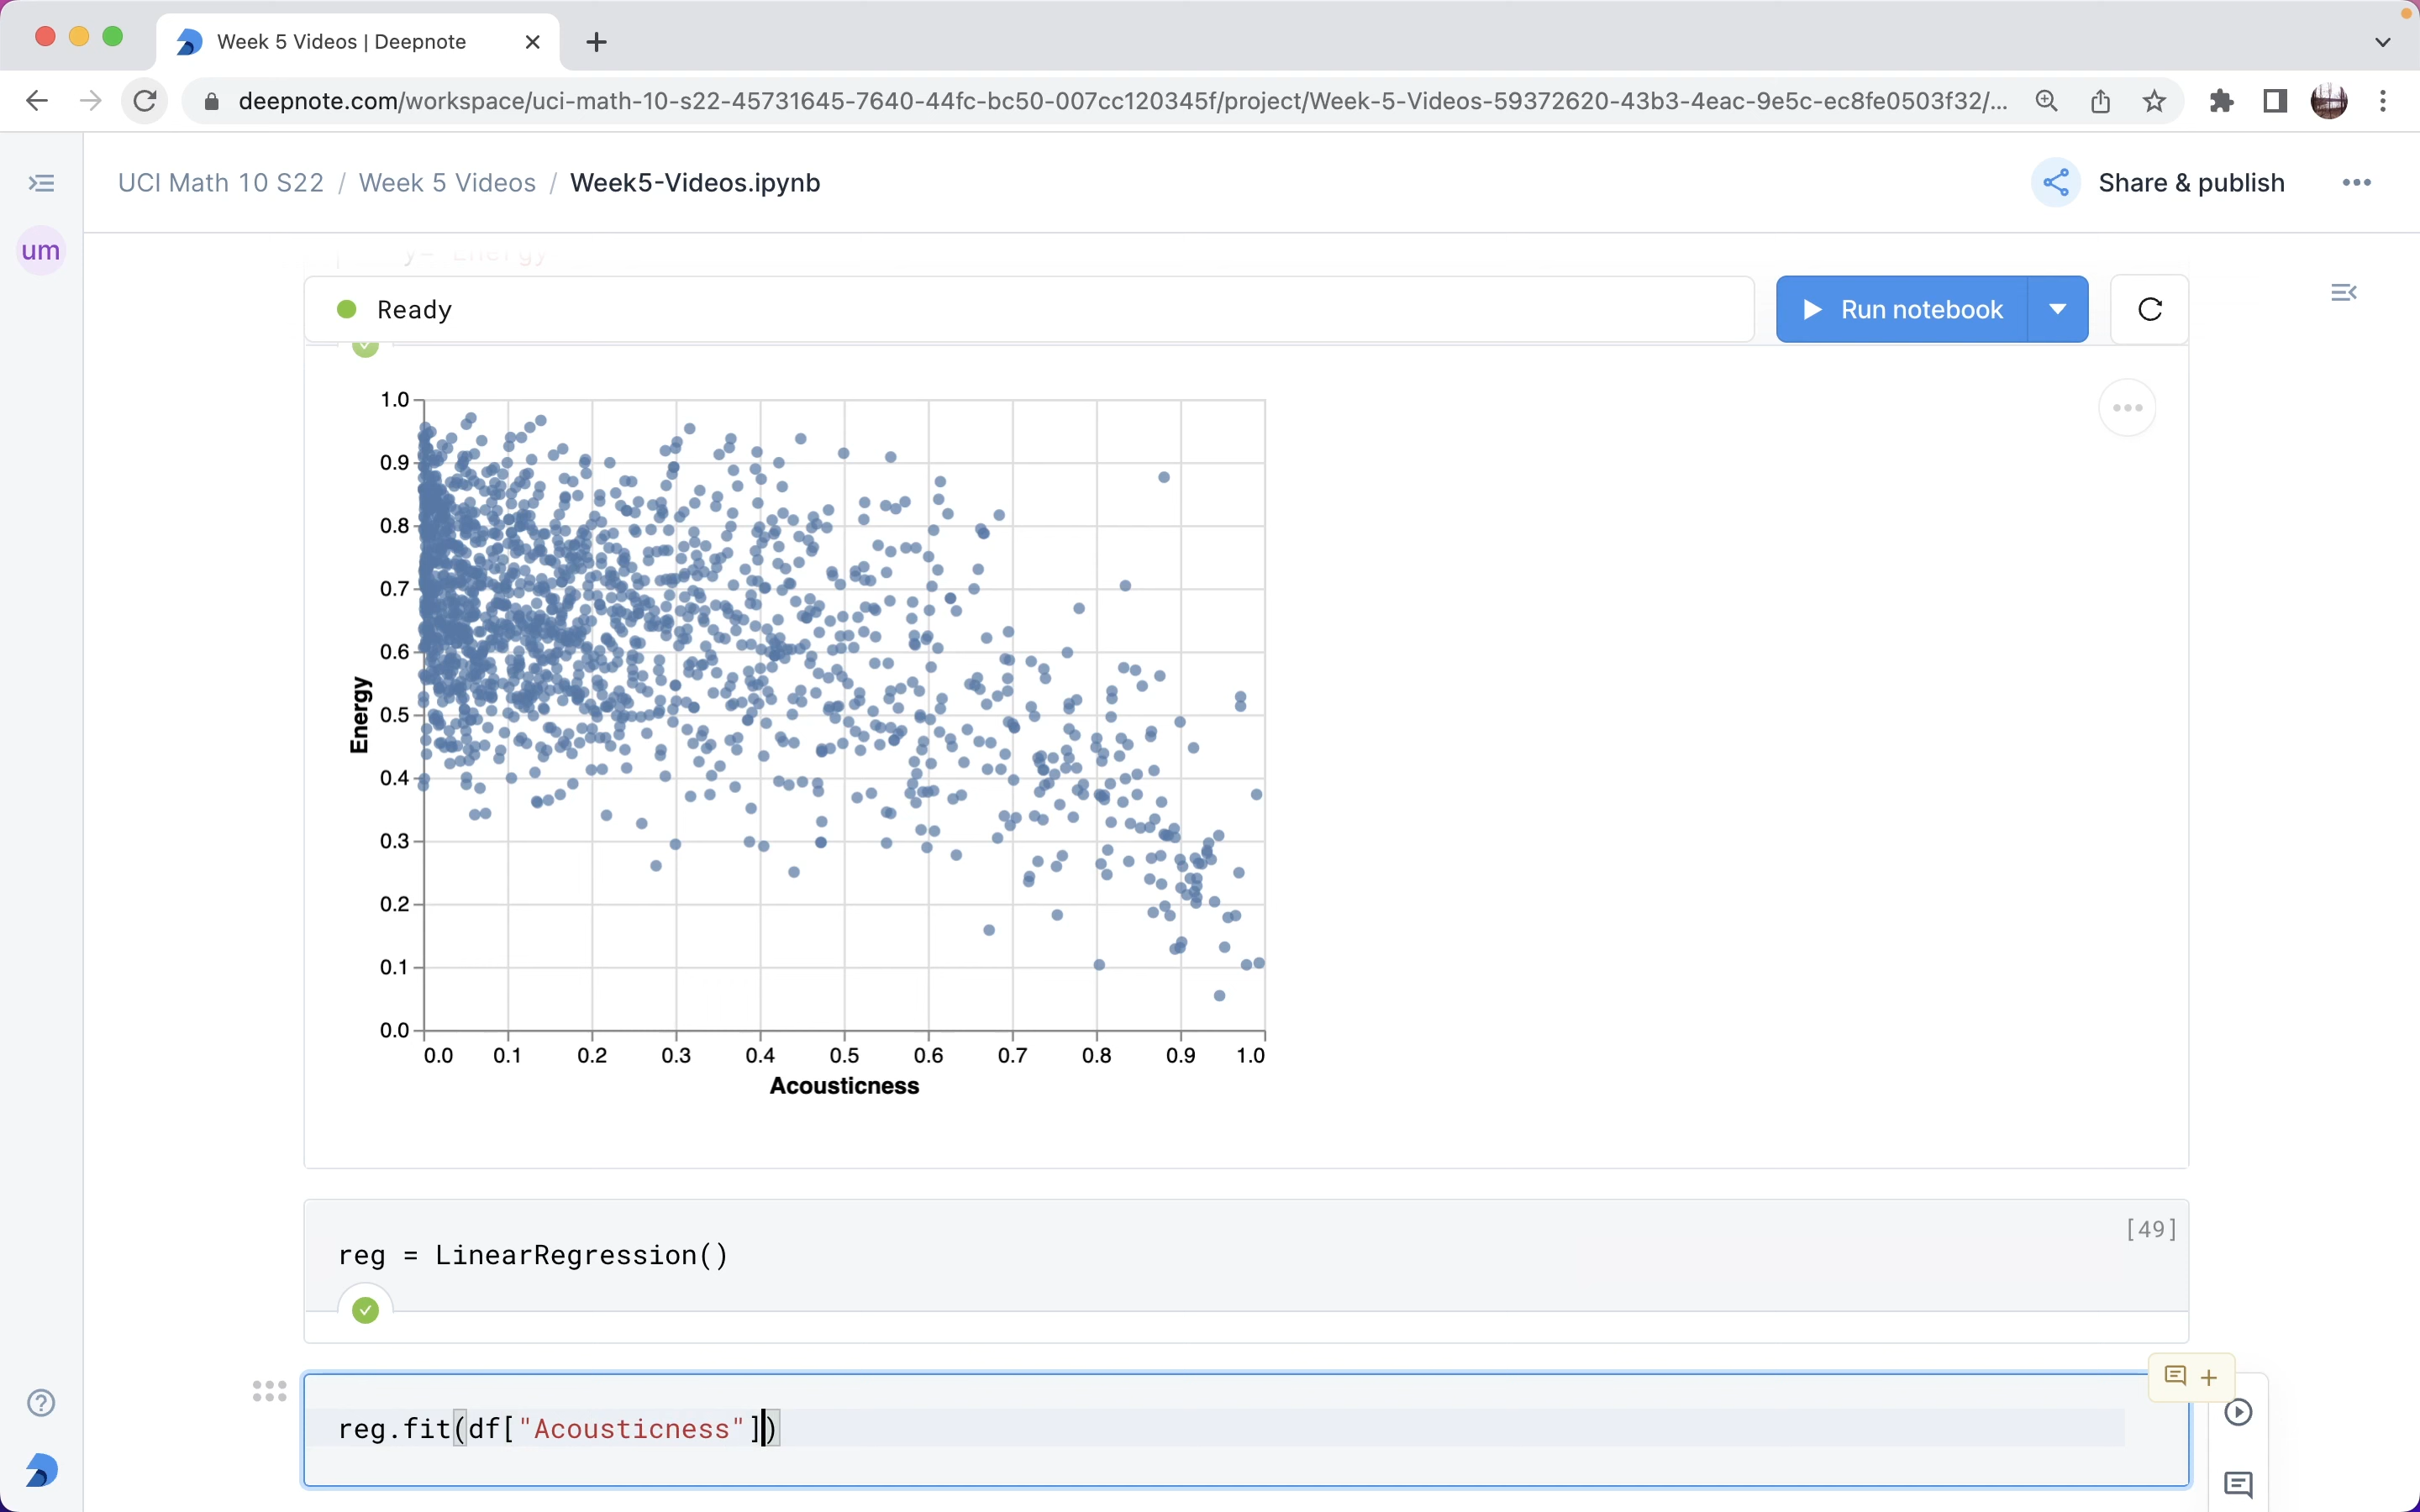 Week 5 Videos | Deepnote
deepnote.com/workspace/uci-math-10-s22-45731645-7640-44fc-bc50-007cc120345f/project/Week-5-Videos-59372620-43b3-4eac-9e5c-ec8fe0503f32/...
UCI Math 10 S22 / Week 5 Videos / Week5-Videos.ipynb
Share & publish
um
y="Energy"
Ready
Run notebook
1.0
0.9
0.8
0.7
0.6
0.5
0.4
0.3
0.2
0.1
0.0
Energy
0.0 0.1 0.2 0.3 0.4 0.5 0.6 0.7 0.8 0.9 1.0
Acousticness
[49]
reg = LinearRegression()
reg.fit(df["Acousticness"])